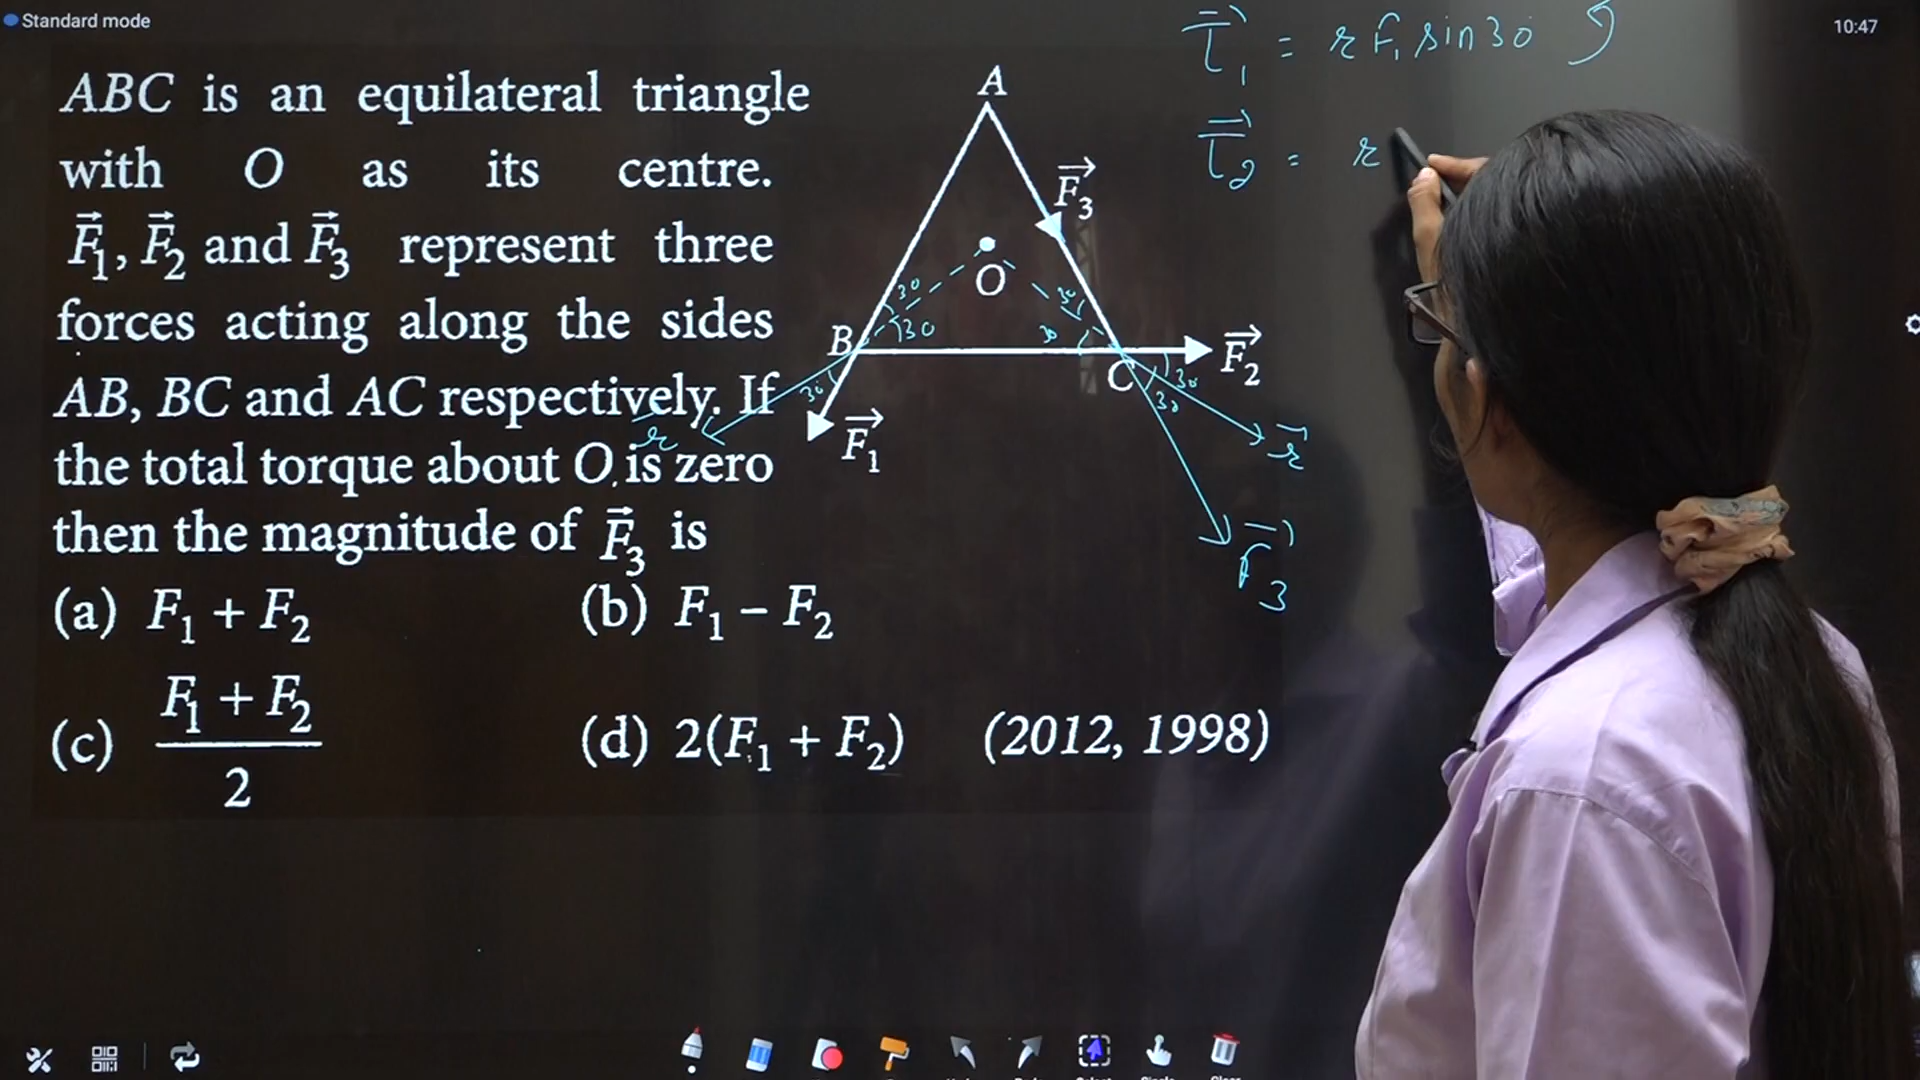 Standard mode
10:47
ABC is an equilateral triangle
with O as its centre.
F⃗₁, F⃗₂ and F⃗₃ represent three
forces acting along the sides
AB, BC and AC respectively. If
the total torque about O is zero
then the magnitude of F⃗₃ is
(a) F₁ + F₂ (b) F₁ – F₂
(c) (F₁ + F₂)/2 (d) 2(F₁ + F₂) (2012, 1998)
A
F⃗₃
O
30 30
30 30
B
C
F⃗₂
30
30
30
F⃗₁
r⃗
r⃗
F⃗₃
τ⃗₁ = r F₁ sin30
τ⃗₂ = r